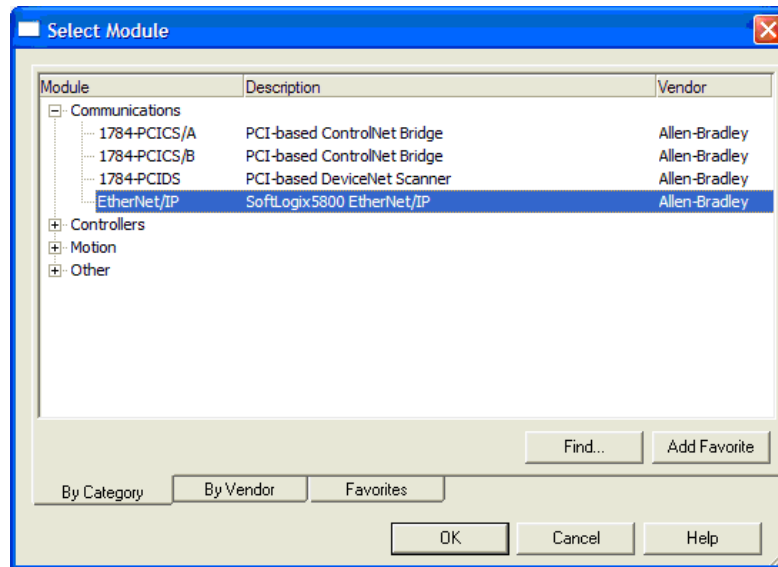 Select Module
Module Description Vendor
Communications
1784-PCICS/A PCI-based ControlNet Bridge Allen-Bradley
1784-PCICS/B PCI-based ControlNet Bridge Allen-Bradley
1784-PCIDS PCI-based DeviceNet Scanner Allen-Bradley
EtherNet/IP SoftLogix5800 EtherNet/IP Allen-Bradley
Controllers
Motion
Other
Find... Add Favorite
By Category By Vendor Favorites
OK Cancel Help